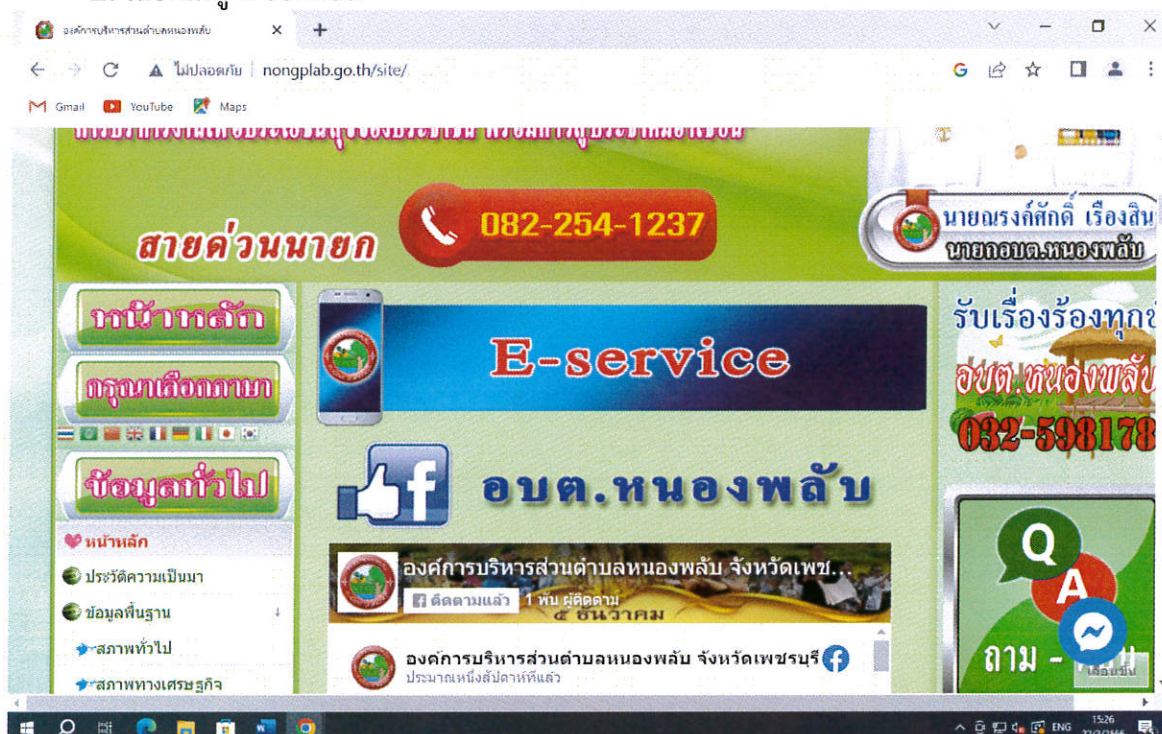 องค์การบริหารส่วนตำบลหนองพลับ
ไม่ปลอดภัย
nongplab.go.th/site/
Gmail
YouTube
Maps
082-254-1237
สายด่วนนายก
นายณรงค์ศักดิ์ เรืองสิน
นายกอบต.หนองพลับ
หน้าหลัก
กรุณาเลือกภาษา
ข้อมูลทั่วไป
หน้าหลัก
ประวัติความเป็นมา
ข้อมูลพื้นฐาน
สภาพทั่วไป
สภาพทางเศรษฐกิจ
E-service
อบต.หนองพลับ
องค์การบริหารส่วนตำบลหนองพลับ จังหวัดเพช...
ติดตามแล้ว
1 พัน ผู้ติดตาม
๕ ธันวาคม
องค์การบริหารส่วนตำบลหนองพลับ จังหวัดเพชรบุรี
ประมาณหนึ่งสัปดาห์ที่แล้ว
รับเรื่องร้องทุกข์
อบต.หนองพลับ
032-598178
Q
A
ถาม -
เลื่อนขึ้น
ENG
15:26